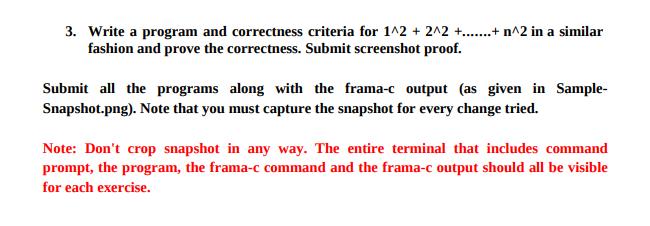 3. Write a program and correctness criteria for 1^2 + 2^2 +.......+ n^2 in a similar
fashion and prove the correctness. Submit screenshot proof.
Submit all the programs along with the frama-c output (as given in Sample-
Snapshot.png). Note that you must capture the snapshot for every change tried.
Note: Don't crop snapshot in any way. The entire terminal that includes command
prompt, the program, the frama-c command and the frama-c output should all be visible
for each exercise.